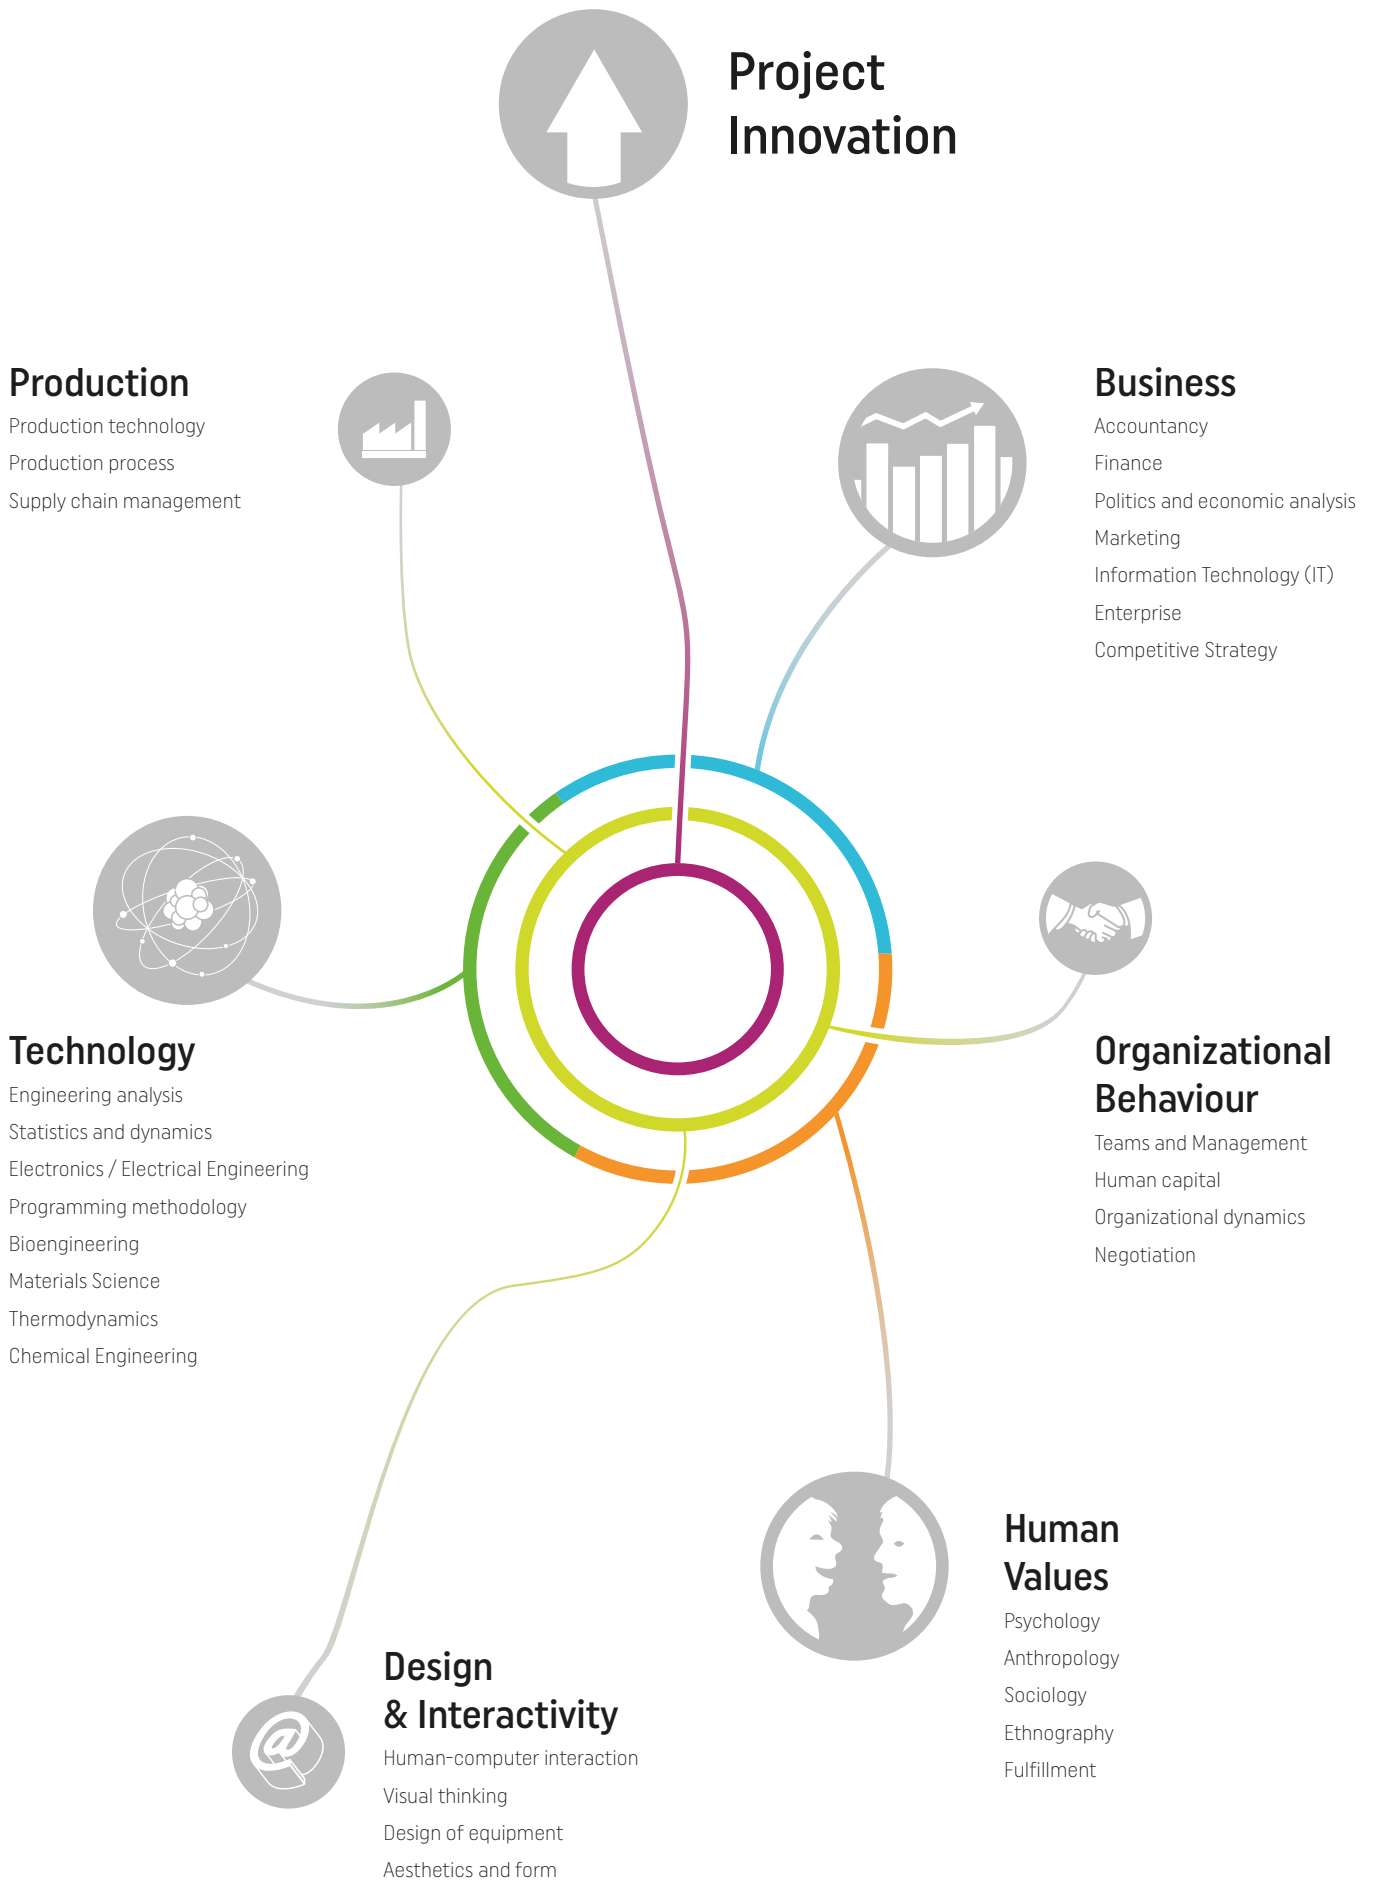 Project
Innovation
Production
Production technology
Production process
Supply chain management
Business
Accountancy
Finance
Politics and economic analysis
Marketing
Information Technology (IT)
Enterprise
Competitive Strategy
Technology
Engineering analysis
Statistics and dynamics
Electronics / Electrical Engineering
Programming methodology
Bioengineering
Materials Science
Thermodynamics
Chemical Engineering
Organizational
Behaviour
Teams and Management
Human capital
Organizational dynamics
Negotiation
Human
Values
Psychology
Anthropology
Sociology
Ethnography
Fulfillment
@
Design
& Interactivity
Human-computer interaction
Visual thinking
Design of equipment
Aesthetics and form